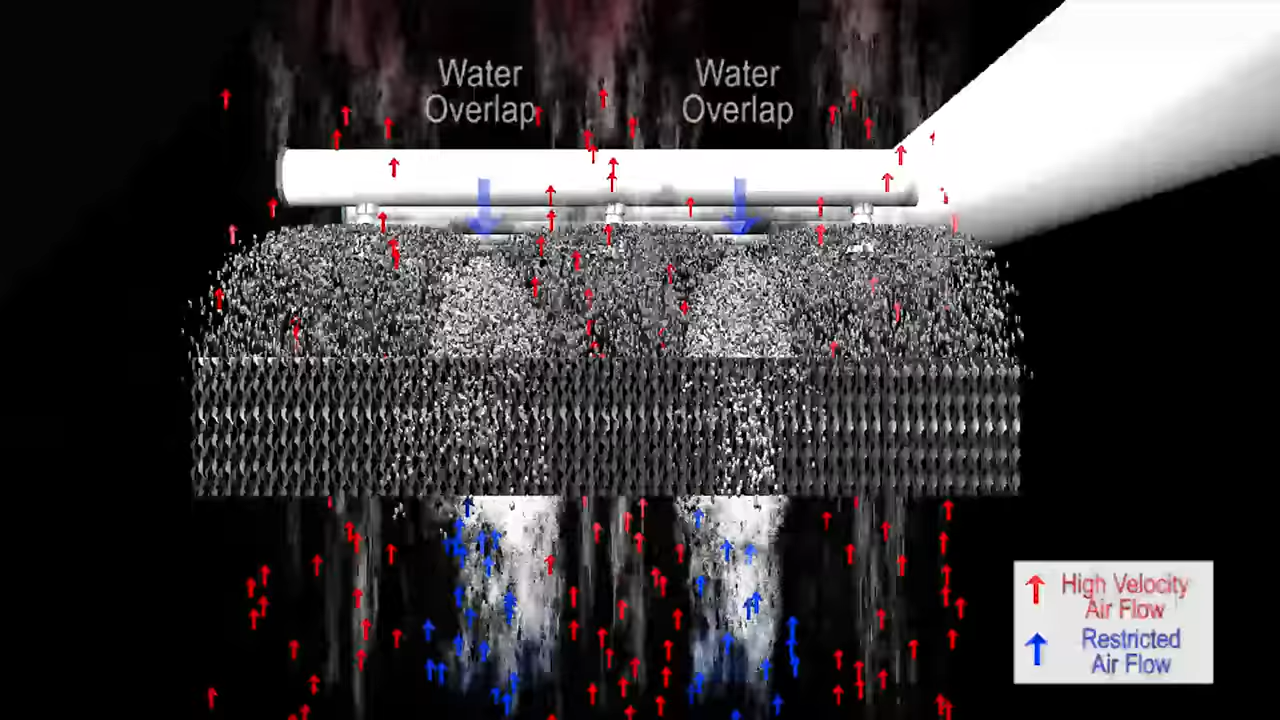 Water
Overlap
Water
Overlap
High Velocity
Air Flow
Restricted
Air Flow